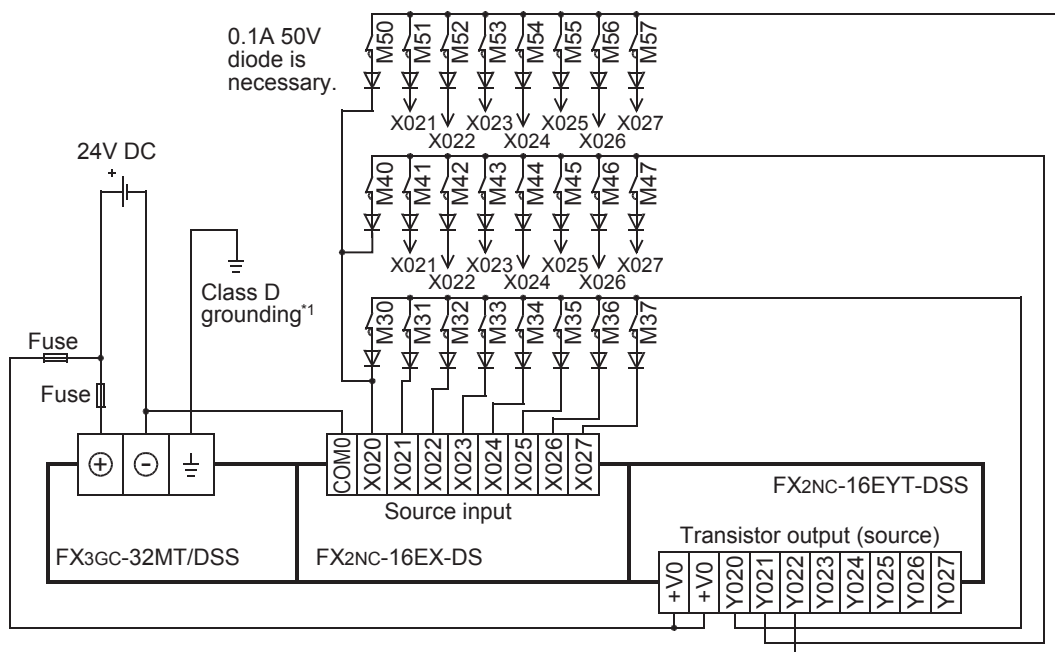 0.1A 50V
diode is
necessary.
M50 M51 M52 M53 M54 M55 M56 M57
X021 X023 X025 X027
X022 X024 X026
24V DC
+
M40 M41 M42 M43 M44 M45 M46 M47
X021 X023 X025 X027
X022 X024 X026
Class D
grounding*1
M30 M31 M32 M33 M34 M35 M36 M37
Fuse
Fuse
+ -
COM0 X020 X021 X022 X023 X024 X025 X026 X027
Source input
FX3GC-32MT/DSS
FX2NC-16EX-DS
FX2NC-16EYT-DSS
Transistor output (source)
+V0 +V0 Y020 Y021 Y022 Y023 Y024 Y025 Y026 Y027